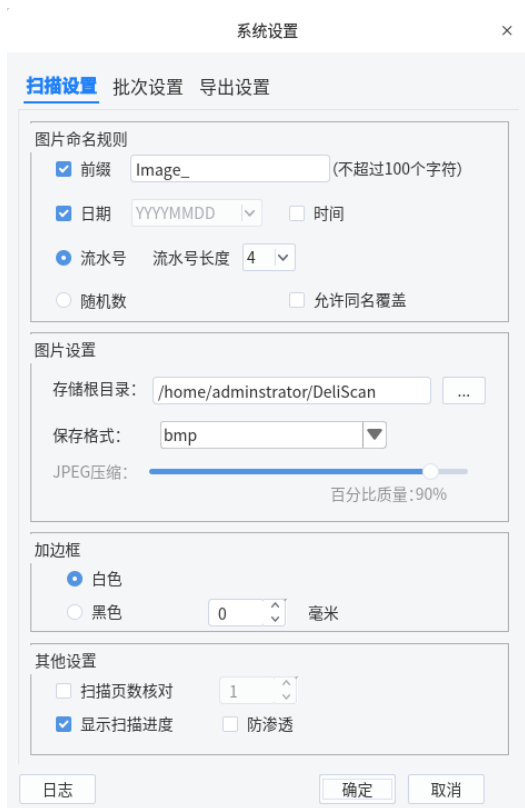 系统设置
扫描设置 批次设置 导出设置
图片命名规则
前缀 Image_ (不超过100个字符)
日期 YYYYMMDD 时间
流水号 流水号长度 4
随机数 允许同名覆盖
图片设置
存储根目录： /home/adminstrator/DeliScan ...
保存格式： bmp
JPEG压缩：
百分比质量：90%
加边框
白色
黑色 0 毫米
其他设置
扫描页数核对 1
显示扫描进度 防渗透
日志 确定 取消